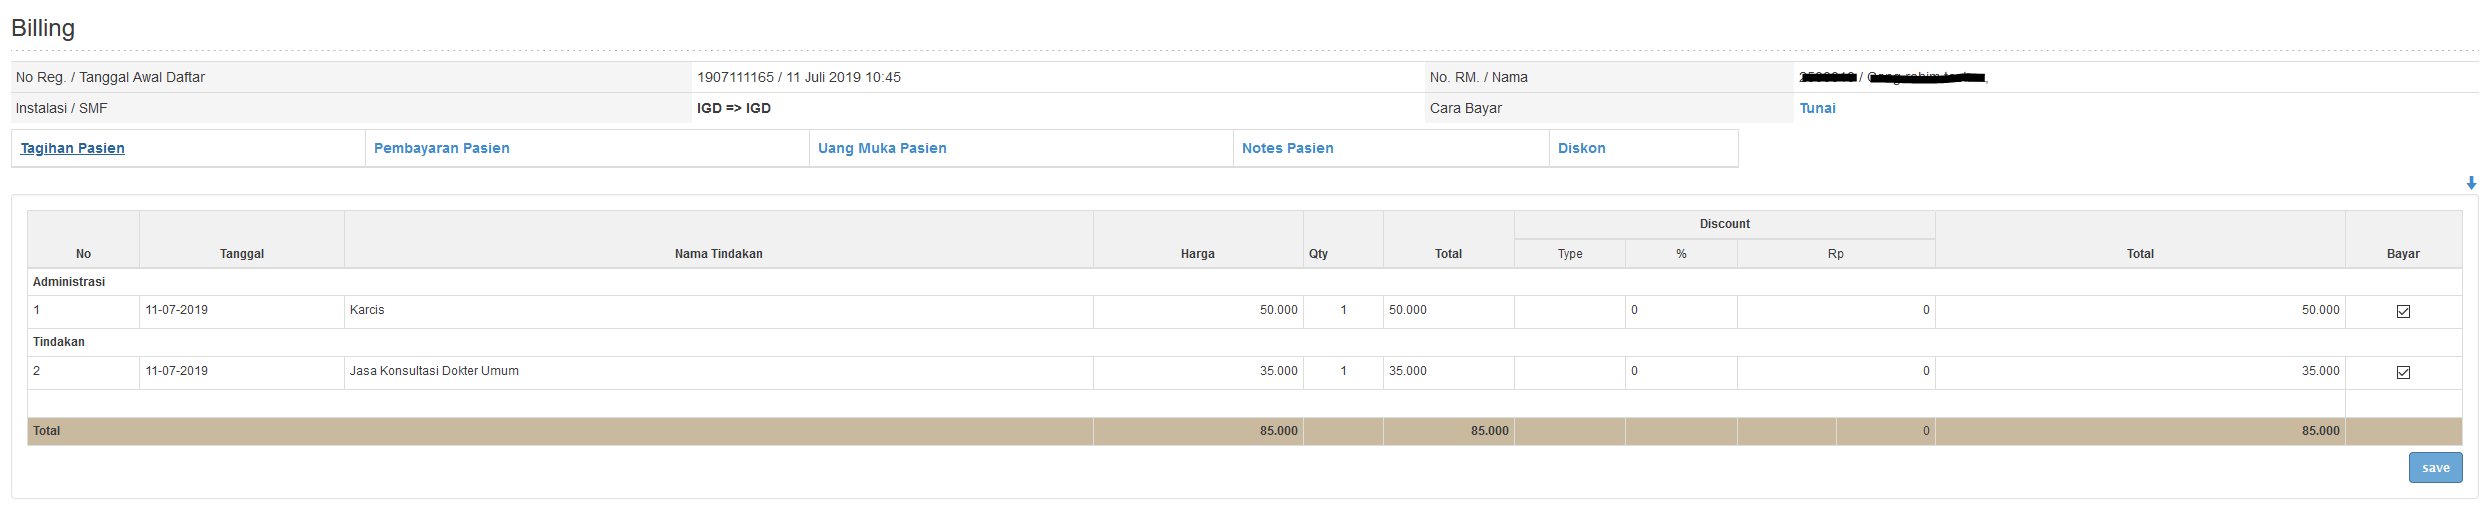 Billing
No Reg. / Tanggal Awal Daftar 1907111165 / 11 Juli 2019 10:45 No. RM. / Nama /
Instalasi / SMF IGD => IGD Cara Bayar Tunai
Tagihan Pasien Pembayaran Pasien Uang Muka Pasien Notes Pasien Diskon
Discount
No Tanggal Nama Tindakan Harga Qty Total Type % Rp Total Bayar
Administrasi
1 11-07-2019 Karcis 50.000 1 50.000 0 0 50.000
Tindakan
2 11-07-2019 Jasa Konsultasi Dokter Umum 35.000 1 35.000 0 0 35.000
Total 85.000 85.000 0 85.000
save